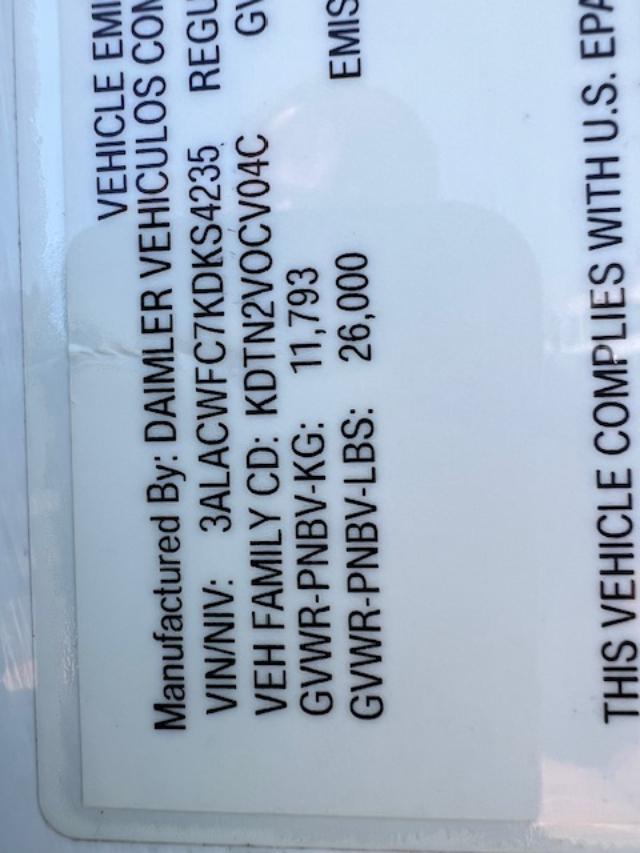 VEHICLE EMI
Manufactured By: DAIMLER VEHICULOS COM
VIN/NIV: 3ALACWFC7KDKS4235 REGU
VEH FAMILY CD: KDTN2VOCV04C GV
GVWR-PNBV-KG: 11,793
GVWR-PNBV-LBS: 26,000 EMIS
THIS VEHICLE COMPLIES WITH U.S. EPA